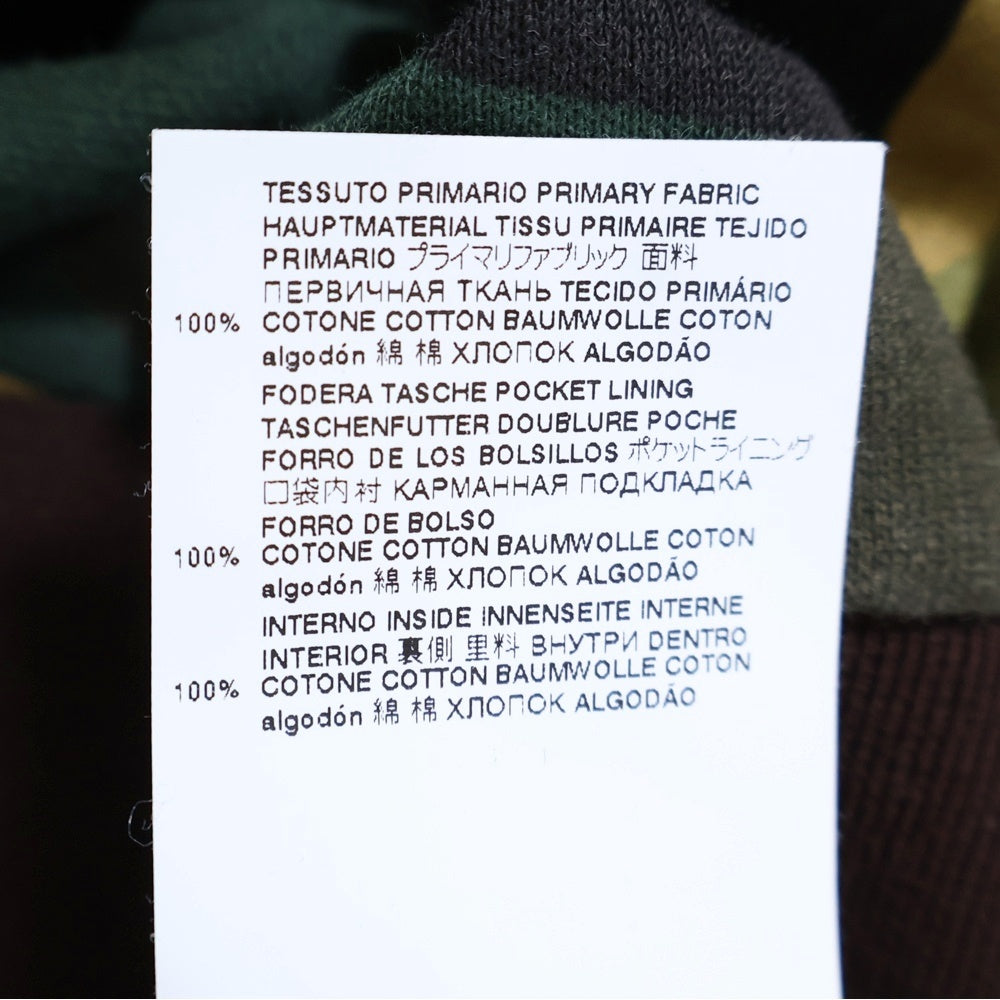 TESSUTO PRIMARIO PRIMARY FABRIC
HAUPTMATERIAL TISSU PRIMAIRE TEJIDO
PRIMARIO プライマリファブリック 面料
ПЕРВИЧНАЯ ТКАНЬ TECIDO PRIMÁRIO
100% COTONE COTTON BAUMWOLLE COTON
algodón 綿 棉 ХЛОПОК ALGODÃO
FODERA TASCHE POCKET LINING
TASCHENFUTTER DOUBLURE POCHE
FORRO DE LOS BOLSILLOS ポケットライニング
口袋内衬 КАРМАННАЯ ПОДКЛАДКА
FORRO DE BOLSO
100% COTONE COTTON BAUMWOLLE COTON
algodón 綿 棉 ХЛОПОК ALGODÃO
INTERNO INSIDE INNENSEITE INTERNE
INTERIOR 裏側 里料 ВНУТРИ DENTRO
100% COTONE COTTON BAUMWOLLE COTON
algodón 綿 棉 ХЛОПОК ALGODÃO